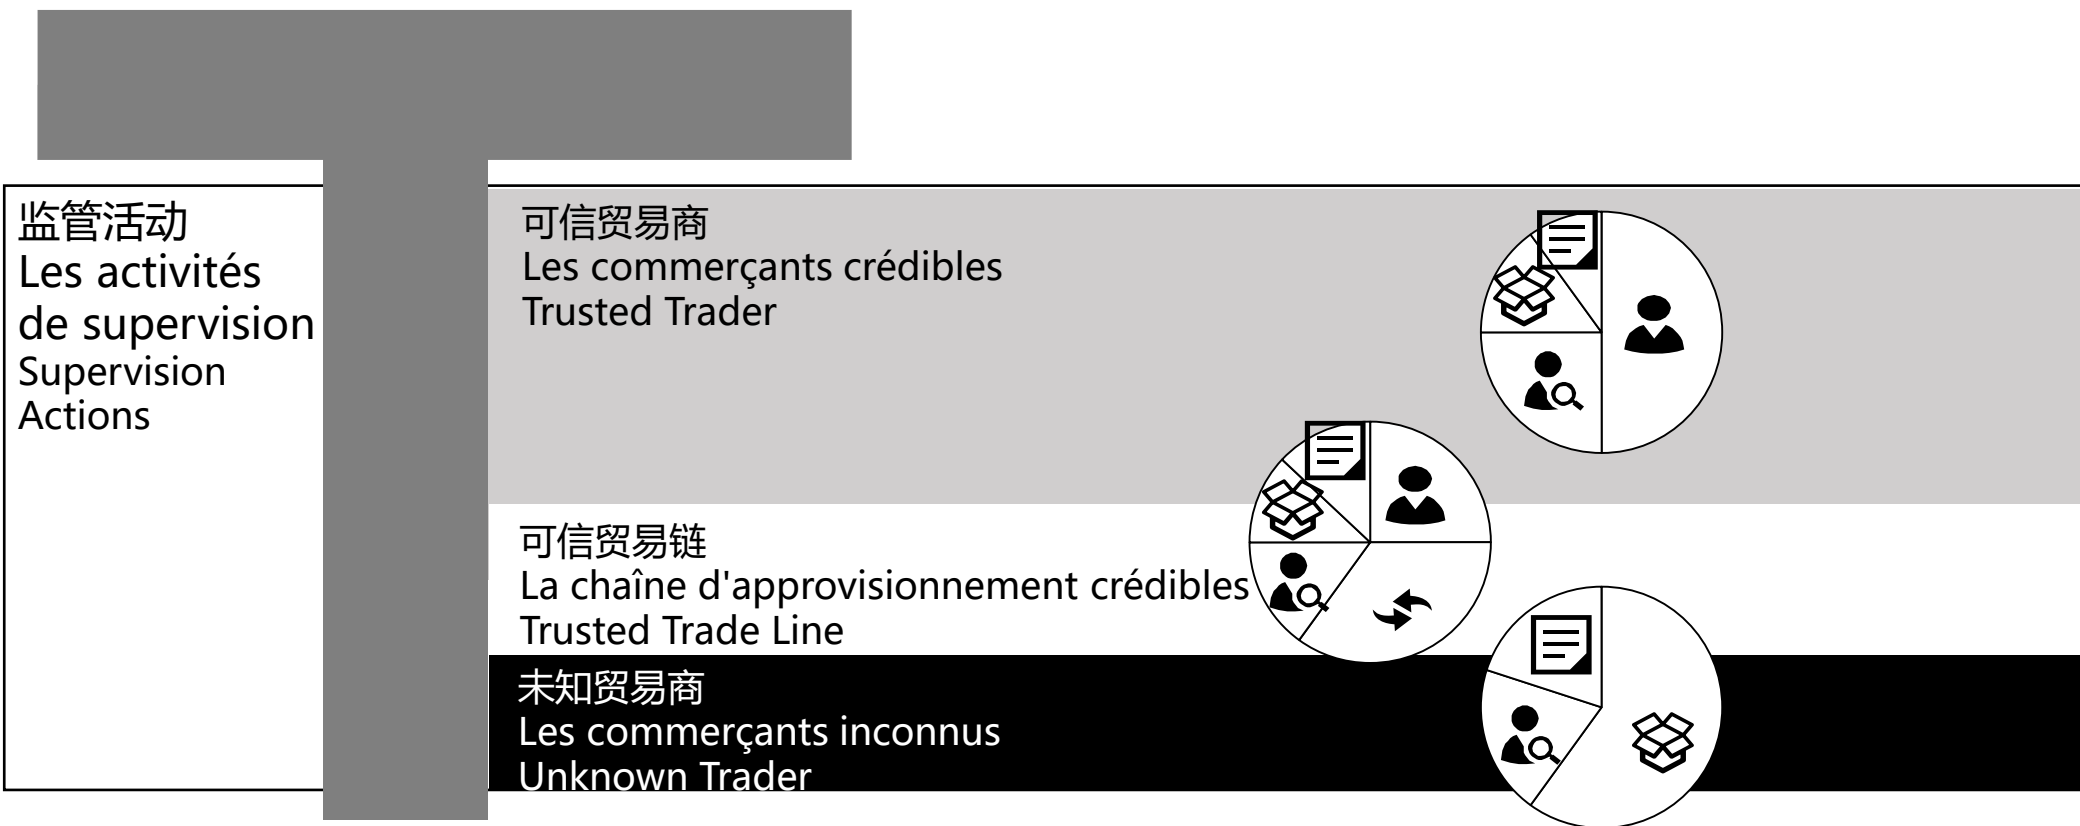 监管活动
Les activités
de supervision
Supervision
Actions
可信贸易商
Les commerçants crédibles
Trusted Trader
可信贸易链
La chaîne d'approvisionnement crédibles
Trusted Trade Line
未知贸易商
Les commerçants inconnus
Unknown Trader